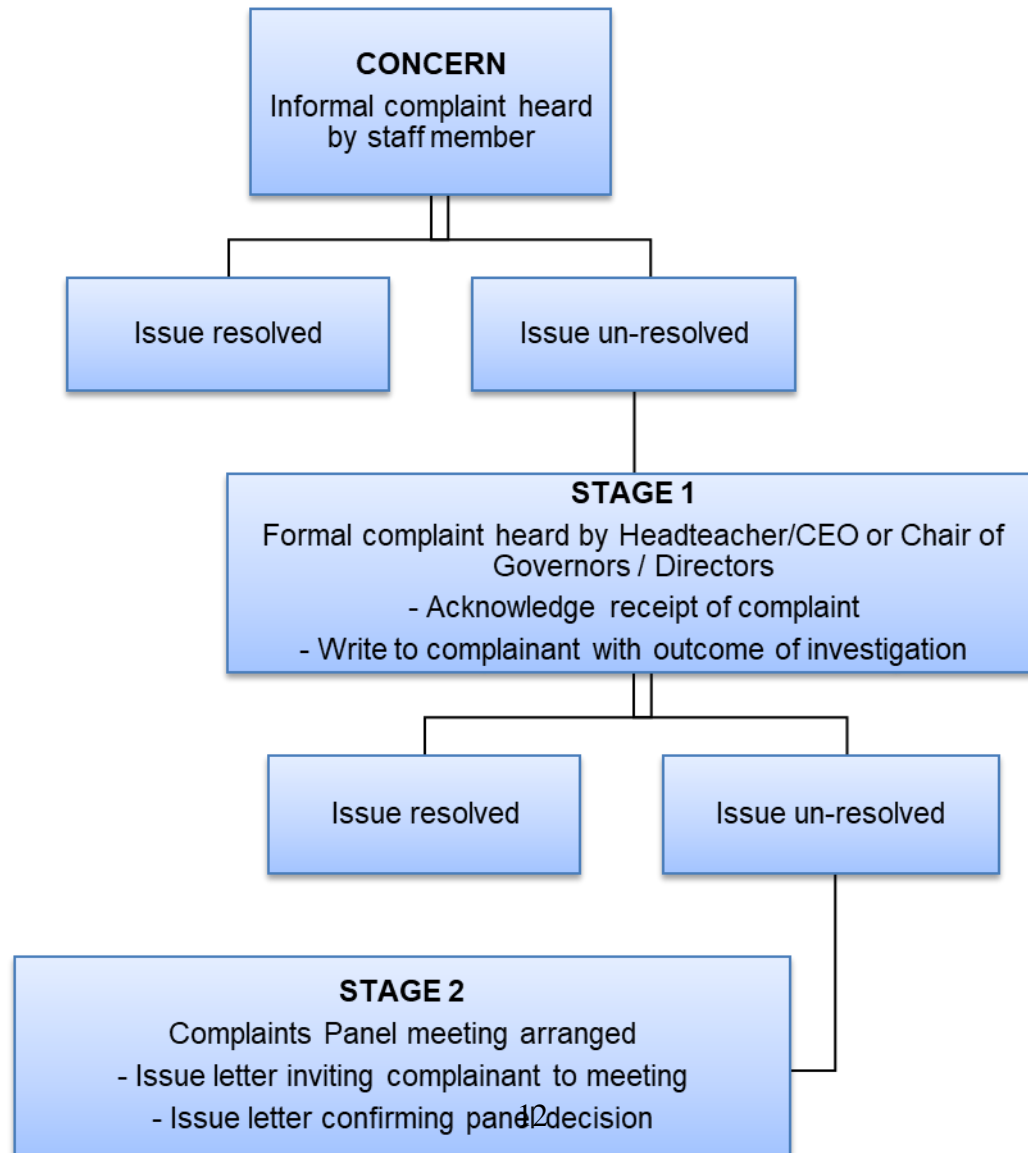 CONCERN
Informal complaint heard
by staff member
Issue resolved
Issue un-resolved
STAGE 1
Formal complaint heard by Headteacher/CEO or Chair of
Governors / Directors
- Acknowledge receipt of complaint
- Write to complainant with outcome of investigation
Issue resolved
Issue un-resolved
STAGE 2
Complaints Panel meeting arranged
- Issue letter inviting complainant to meeting
- Issue letter confirming panel decision
12